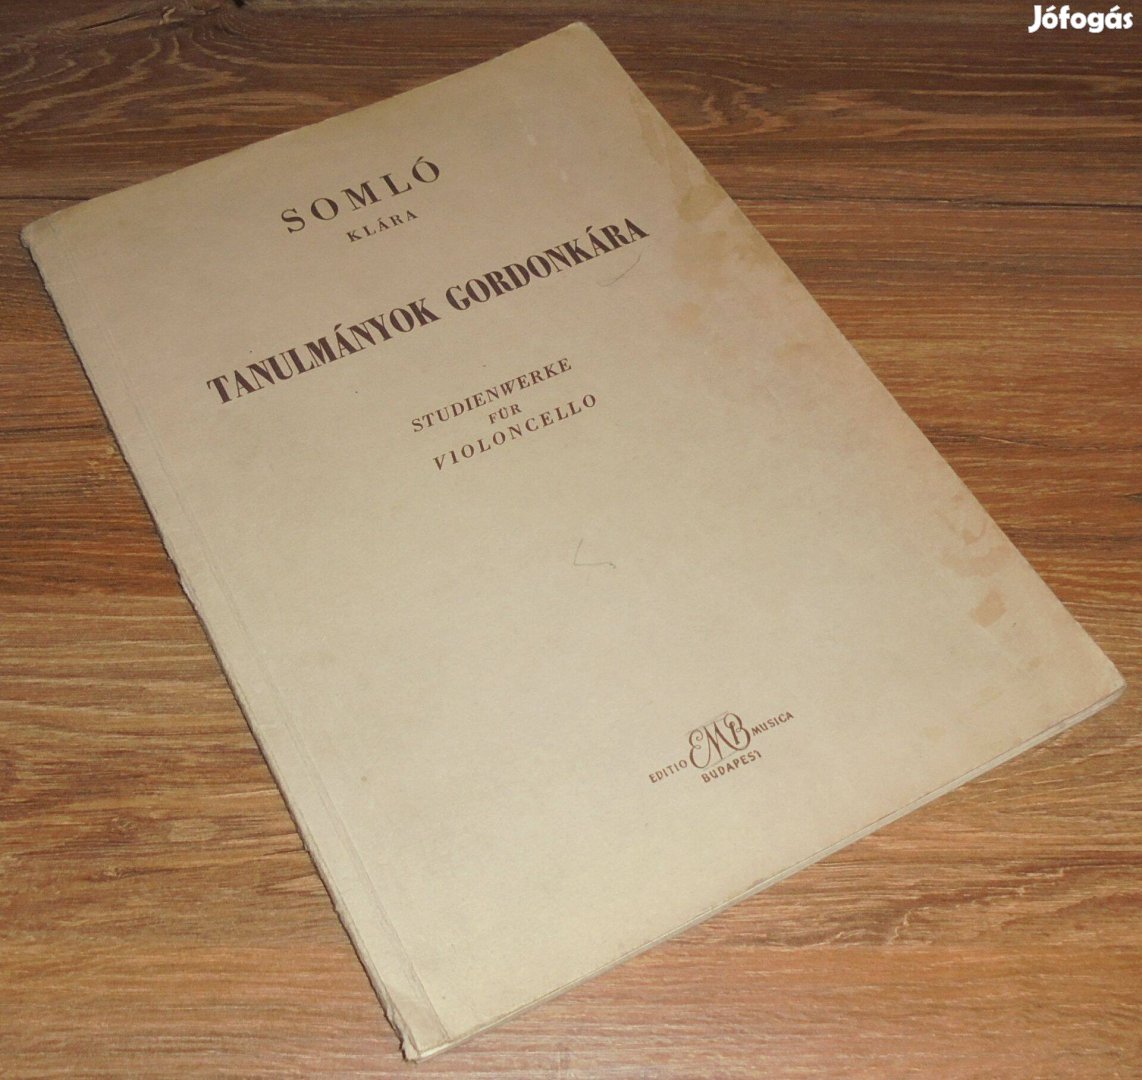 Jófogás
SOMLÓ
KLÁRA
TANULMÁNYOK GORDONKÁRA
STUDIENWERKE
FÜR
VIOLONCELLO
EDITIO EMB MUSICA
BUDAPEST